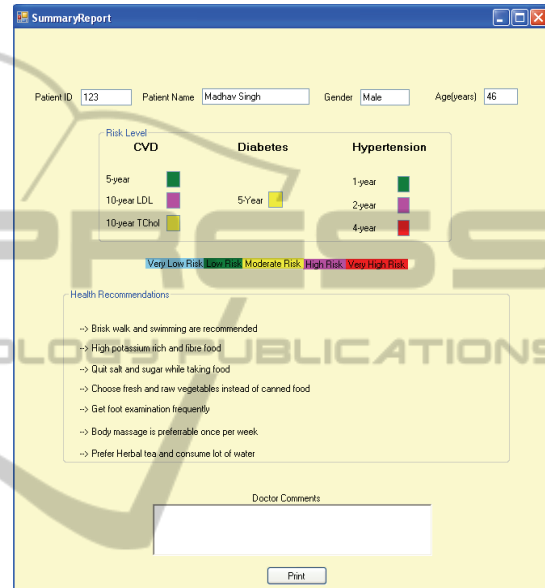 SummaryReport
Patient ID 123 Patient Name Madhav Singh Gender Male Age(years) 46
Risk Level
CVD Diabetes Hypertension
5-year 1-year
10-year LDL 5-Year 2-year
10-year TChol 4-year
Very Low Risk Low Risk Moderate Risk High Risk Very High Risk
Health Recommendations
--> Brisk walk and swimming are recommended
--> High potassium rich and fibre food
--> Quit salt and sugar while taking food
--> Choose fresh and raw vegetables instead of canned food
--> Get foot examination frequently
--> Body massage is preferrable once per week
--> Prefer Herbal tea and consume lot of water
Doctor Comments
Print
PRESS
OLOGY PUBLICATIONS